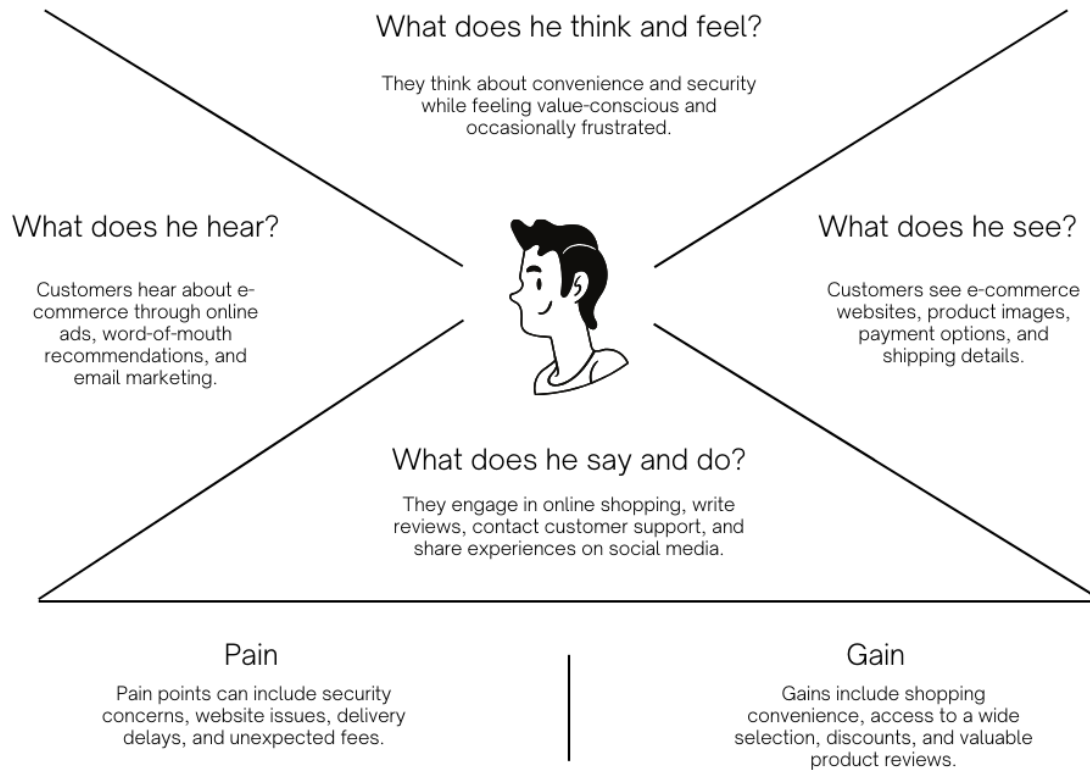 What does he think and feel?
They think about convenience and security
while feeling value-conscious and
occasionally frustrated.
What does he hear?
Customers hear about e-
commerce through online
ads, word-of-mouth
recommendations, and
email marketing.
What does he see?
Customers see e-commerce
websites, product images,
payment options, and
shipping details.
What does he say and do?
They engage in online shopping, write
reviews, contact customer support, and
share experiences on social media.
Pain
Pain points can include security
concerns, website issues, delivery
delays, and unexpected fees.
Gain
Gains include shopping
convenience, access to a wide
selection, discounts, and valuable
product reviews.